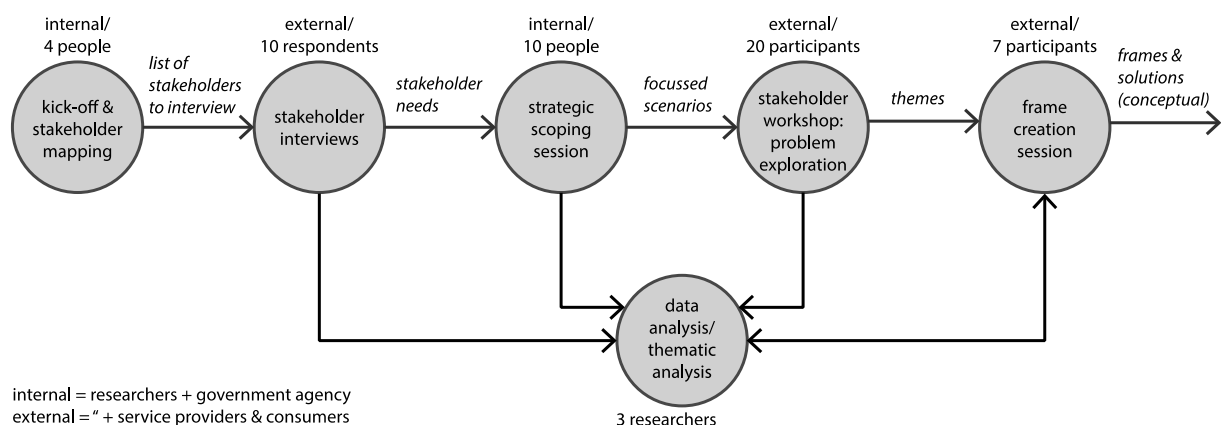 internal/
4 people
list of
stakeholders
to interview
kick-off &
stakeholder
mapping
external/
10 respondents
stakeholder
needs
stakeholder
interviews
internal/
10 people
focussed
scenarios
strategic
scoping
session
external/
20 participants
themes
stakeholder
workshop:
problem
exploration
external/
7 participants
frames &
solutions
(conceptual)
frame
creation
session
data
analysis/
thematic
analysis
3 researchers
internal = researchers + government agency
external = “ + service providers & consumers